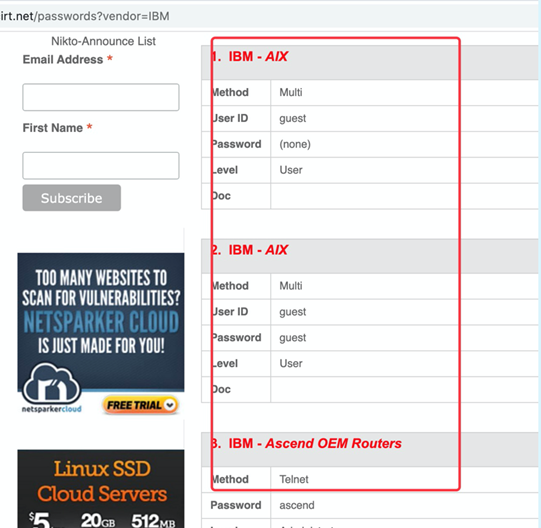 irt.net/passwords?vendor=IBM
Nikto-Announce List
Email Address *
First Name *
Subscribe
TOO MANY WEBSITES TO
SCAN FOR VULNERABILITIES?
NETSPARKER CLOUD
IS JUST MADE FOR YOU!
netsparkercloud
FREE TRIAL
Linux SSD
Cloud Servers
$5 20GB 512MB
1. IBM - AIX
Method Multi
User ID guest
Password (none)
Level User
Doc
2. IBM - AIX
Method Multi
User ID guest
Password guest
Level User
Doc
3. IBM - Ascend OEM Routers
Method Telnet
Password ascend